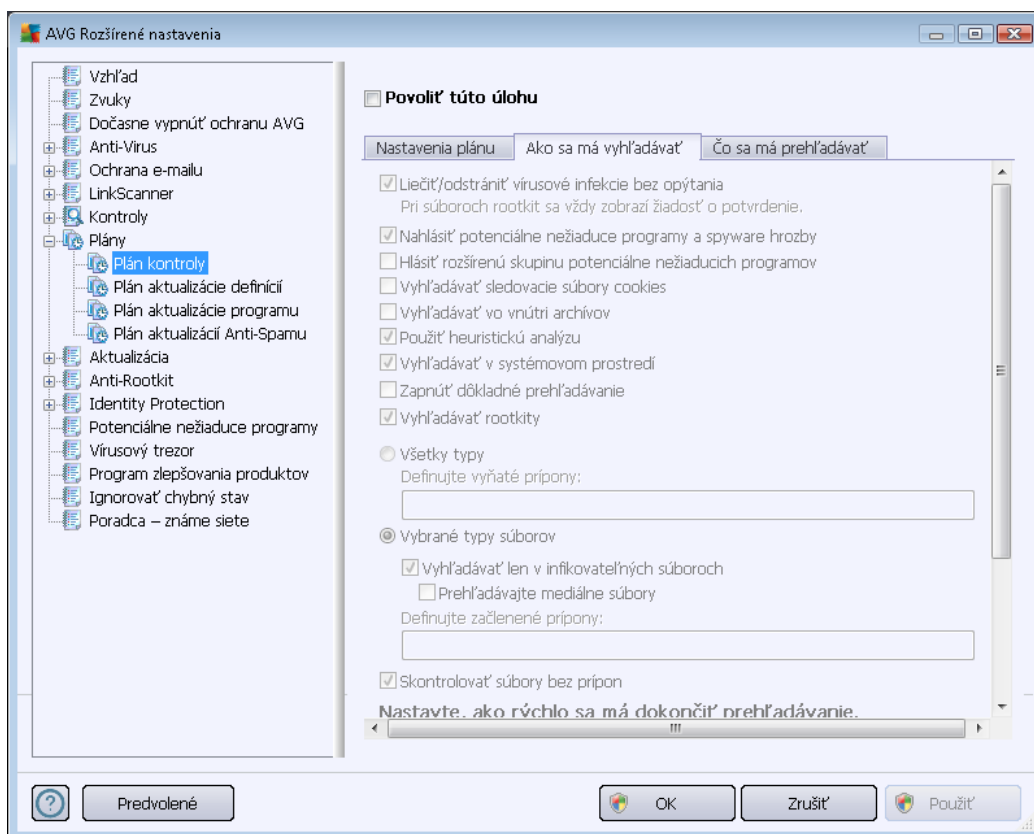 AVG Rozšírené nastavenia
Vzhľad
Zvuky
Dočasne vypnúť ochranu AVG
Anti-Virus
Ochrana e-mailu
LinkScanner
Kontroly
Plány
Plán kontroly
Plán aktualizácie definícií
Plán aktualizácie programu
Plán aktualizácií Anti-Spamu
Aktualizácia
Anti-Rootkit
Identity Protection
Potenciálne nežiaduce programy
Vírusový trezor
Program zlepšovania produktov
Ignorovať chybný stav
Poradca – známe siete
Povoliť túto úlohu
Nastavenia plánu
Ako sa má vyhľadávať
Čo sa má prehľadávať
Liečiť/odstrániť vírusové infekcie bez opýtania
Pri súboroch rootkit sa vždy zobrazí žiadosť o potvrdenie.
Nahlásiť potenciálne nežiaduce programy a spyware hrozby
Hlásiť rozšírenú skupinu potenciálne nežiaducich programov
Vyhľadávať sledovacie súbory cookies
Vyhľadávať vo vnútri archívov
Použiť heuristickú analýzu
Vyhľadávať v systémovom prostredí
Zapnúť dôkladné prehľadávanie
Vyhľadávať rootkity
Všetky typy
Definujte vyňaté prípony:
Vybrané typy súborov
Vyhľadávať len v infikovateľných súboroch
Prehľadávajte mediálne súbory
Definujte začlenené prípony:
Skontrolovať súbory bez prípon
Nastavte, ako rýchlo sa má dokončiť prehľadávanie.
Predvolené
OK
Zrušiť
Použiť